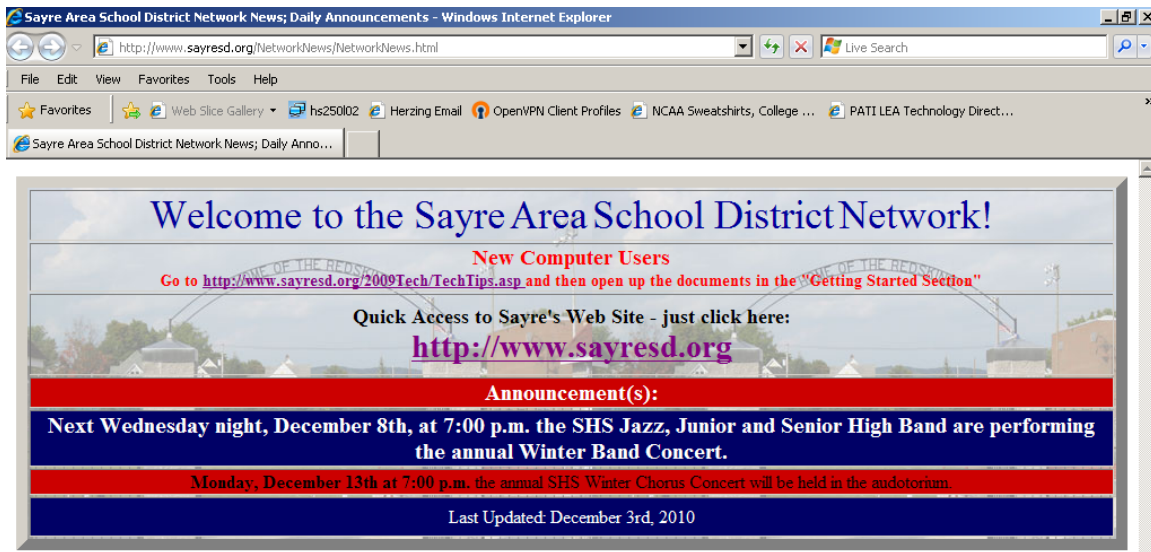 Sayre Area School District Network News; Daily Announcements - Windows Internet Explorer
http://www.sayresd.org/NetworkNews/NetworkNews.html
Live Search
File Edit View Favorites Tools Help
Favorites Web Slice Gallery hs250l02 Herzing Email OpenVPN Client Profiles NCAA Sweatshirts, College ... PATI LEA Technology Direct...
Sayre Area School District Network News; Daily Anno...
Welcome to the Sayre Area School District Network!
New Computer Users
Go to http://www.sayresd.org/2009Tech/TechTips.asp and then open up the documents in the "Getting Started Section"
Quick Access to Sayre's Web Site - just click here:
http://www.sayresd.org
Announcement(s):
Next Wednesday night, December 8th, at 7:00 p.m. the SHS Jazz, Junior and Senior High Band are performing
the annual Winter Band Concert.
Monday, December 13th at 7:00 p.m. the annual SHS Winter Chorus Concert will be held in the audotorium.
Last Updated: December 3rd, 2010